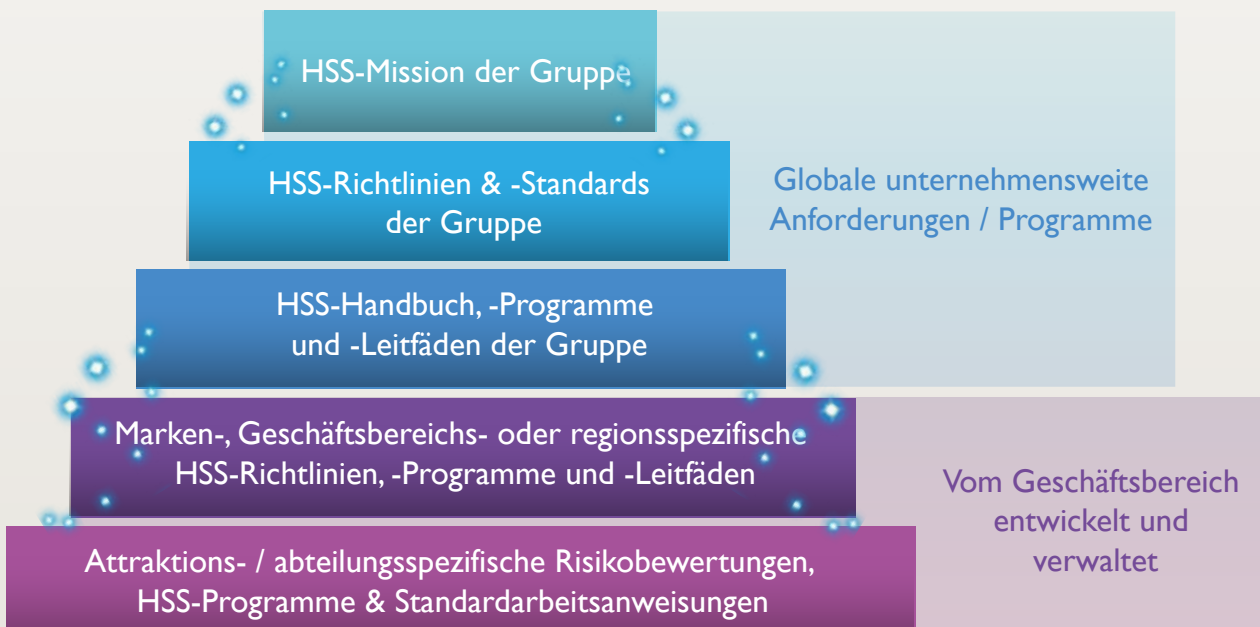 HSS-Mission der Gruppe
HSS-Richtlinien & -Standards
der Gruppe
Globale unternehmensweite
Anforderungen / Programme
HSS-Handbuch, -Programme
und -Leitfäden der Gruppe
Marken-, Geschäftsbereichs- oder regionsspezifische
HSS-Richtlinien, -Programme und -Leitfäden
Vom Geschäftsbereich
entwickelt und
verwaltet
Attraktions- / abteilungsspezifische Risikobewertungen,
HSS-Programme & Standardarbeitsanweisungen